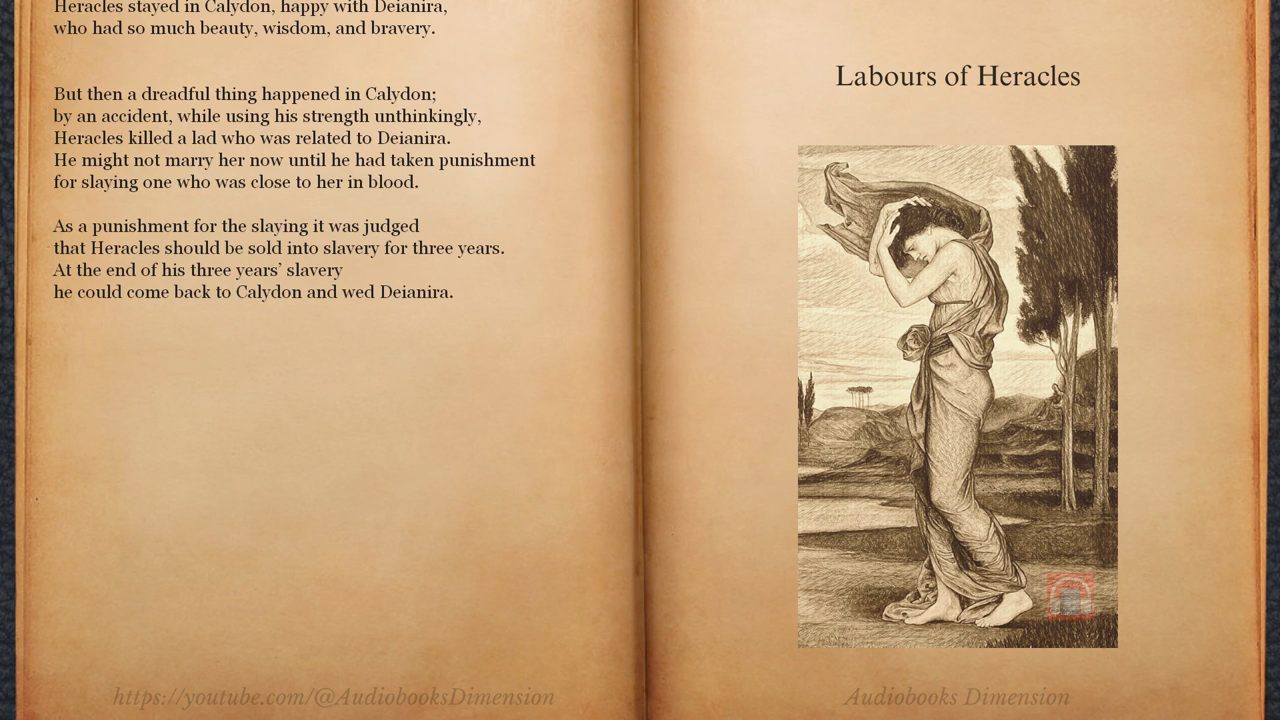 Heracles stayed in Calydon, happy with Deianira,
who had so much beauty, wisdom, and bravery.
But then a dreadful thing happened in Calydon;
by an accident, while using his strength unthinkingly,
Heracles killed a lad who was related to Deianira.
He might not marry her now until he had taken punishment
for slaying one who was close to her in blood.
As a punishment for the slaying it was judged
that Heracles should be sold into slavery for three years.
At the end of his three years’ slavery
he could come back to Calydon and wed Deianira.
https://youtube.com/@AudiobooksDimension
Labours of Heracles
Audiobooks Dimension